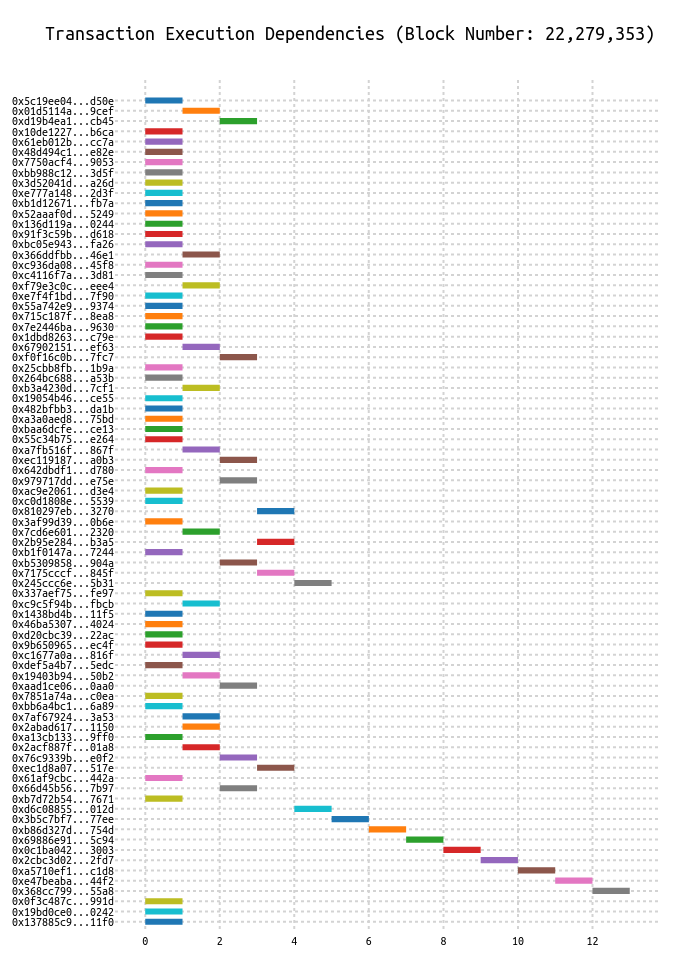 Transaction Execution Dependencies (Block Number: 22,279,353)
0x5c19ee04...d50e
0x01d5114a...9cef
0xd19b4ea1...cb45
0x10de1227...b6ca
0x61eb012b...cc7a
0x48d494c1...e82e
0x7750acf4...9053
0xbb988c12...3d5f
0x3d52041d...a26d
0xe777a148...2d3f
0xb1d12671...fb7a
0x52aaaf0d...5249
0x136d119a...0244
0x91f3c59b...d618
0xbc05e943...fa26
0x366ddfbb...46e1
0xc936da08...45f8
0xc4116f7a...3d81
0xf79e3c0c...eee4
0xe7f4f1bd...7f90
0x55a742e9...9374
0x715c187f...8ea8
0x7e2446ba...9630
0x1dbd8263...c79e
0x67902151...ef63
0xf0f16c0b...7fc7
0x25cbb8fb...1b9a
0x264bc688...a53b
0xb3a4230d...7cf1
0x19054b46...ce55
0x482bfbb3...da1b
0xa3a0aed8...75bd
0xbaa6dcfe...ce13
0x55c34b75...e264
0xa7fb516f...867f
0xec119187...a0b3
0x642dbdf1...d780
0x979717dd...e75e
0xac9e2061...d3e4
0xc0d1808e...5539
0x810297eb...3270
0x3af99d39...0b6e
0x7cd6e601...2320
0x2b95e284...b3a5
0xb1f0147a...7244
0xb5309858...904a
0x7175cccf...845f
0x245ccc6e...5b31
0x337aef75...fe97
0xc9c5f94b...fbcb
0x1438bd4b...11f5
0x46ba5307...4024
0xd20cbc39...22ac
0x9b650965...ec4f
0xc1677a0a...816f
0xdef5a4b7...5edc
0x19403b94...50b2
0xaad1ce06...0aa0
0x7851a74a...c0ea
0xbb6a4bc1...6a89
0x7af67924...3a53
0x2abad617...1150
0xa13cb133...9ff0
0x2acf887f...01a8
0x76c9339b...e0f2
0xec1d8a07...517e
0x61af9cbc...442a
0x66d45b56...7b97
0xb7d72b54...7671
0xd6c08855...012d
0x3b5c7bf7...77ee
0xb86d327d...754d
0x69886e91...5c94
0x0c1ba042...3003
0x2cbc3d02...2fd7
0xa5710ef1...c1d8
0xe47beaba...44f2
0x368cc799...55a8
0x0f3c487c...991d
0x19bd0ce0...0242
0x137885c9...11f0
0 2 4 6 8 10 12